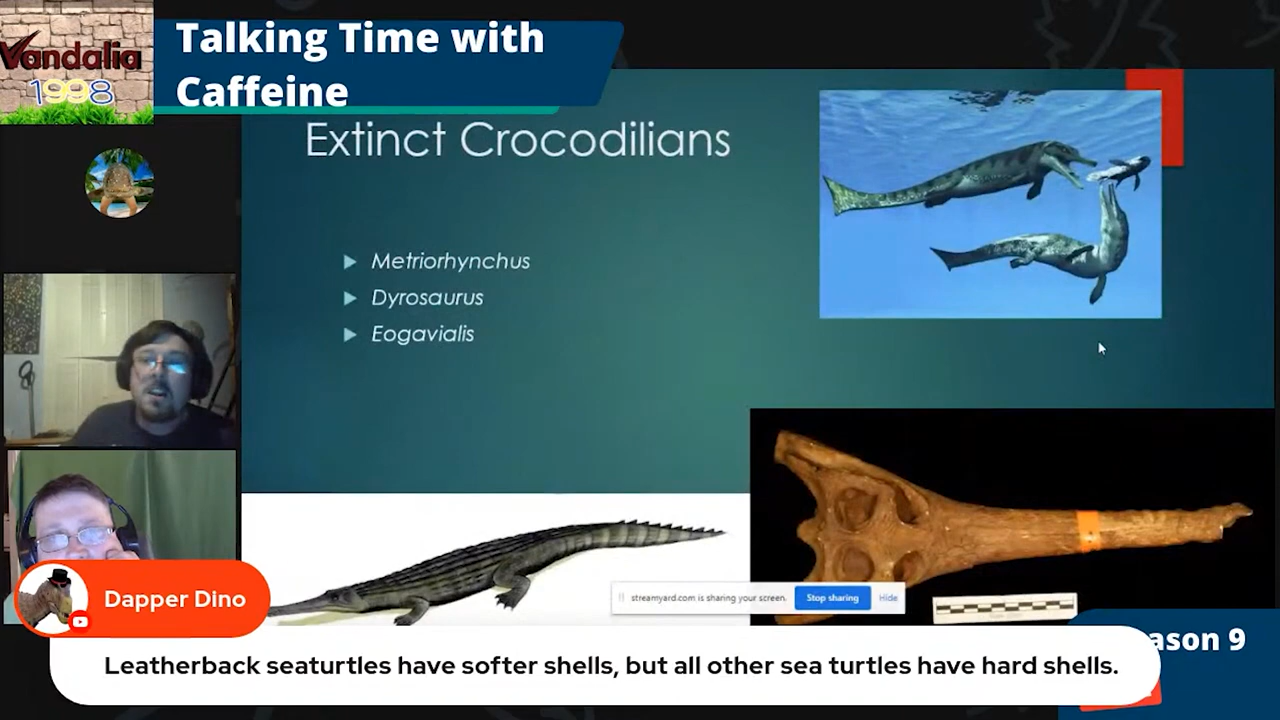 Vandalia
1998
Talking Time with
Caffeine
Extinct Crocodilians
Metriorhynchus
Dyrosaurus
Eogavialis
streamyard.com is sharing your screen.
Stop sharing
Hide
Dapper Dino
ason 9
Leatherback seaturtles have softer shells, but all other sea turtles have hard shells.